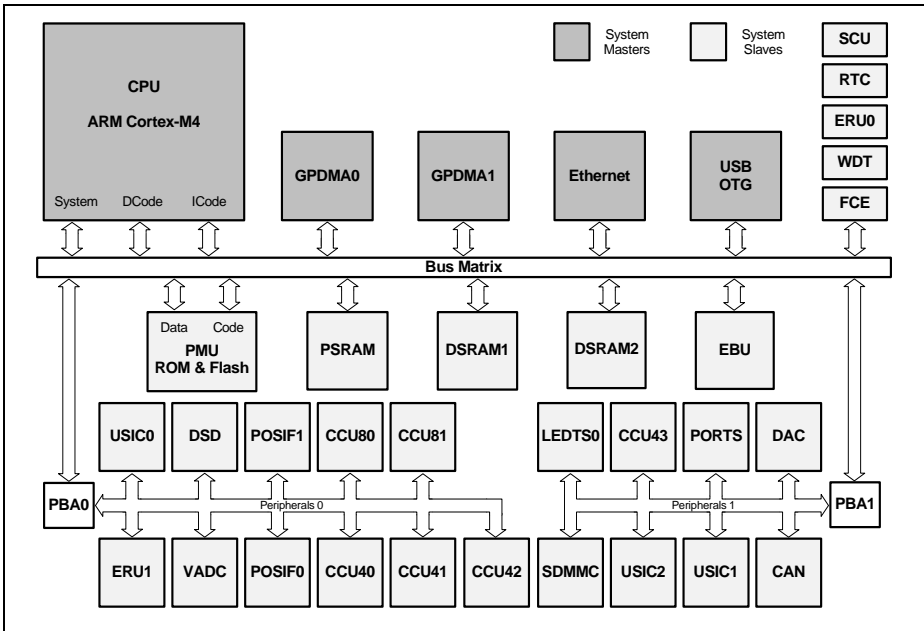 System
Masters
System
Slaves
SCU
RTC
ERU0
WDT
FCE
CPU
ARM Cortex-M4
System DCode ICode
GPDMA0
GPDMA1
Ethernet
USB
OTG
Bus Matrix
Data Code
PMU
ROM & Flash
PSRAM
DSRAM1
DSRAM2
EBU
USIC0
DSD
POSIF1
CCU80
CCU81
LEDTS0
CCU43
PORTS
DAC
PBA0
Peripherals 0
Peripherals 1
PBA1
ERU1
VADC
POSIF0
CCU40
CCU41
CCU42
SDMMC
USIC2
USIC1
CAN